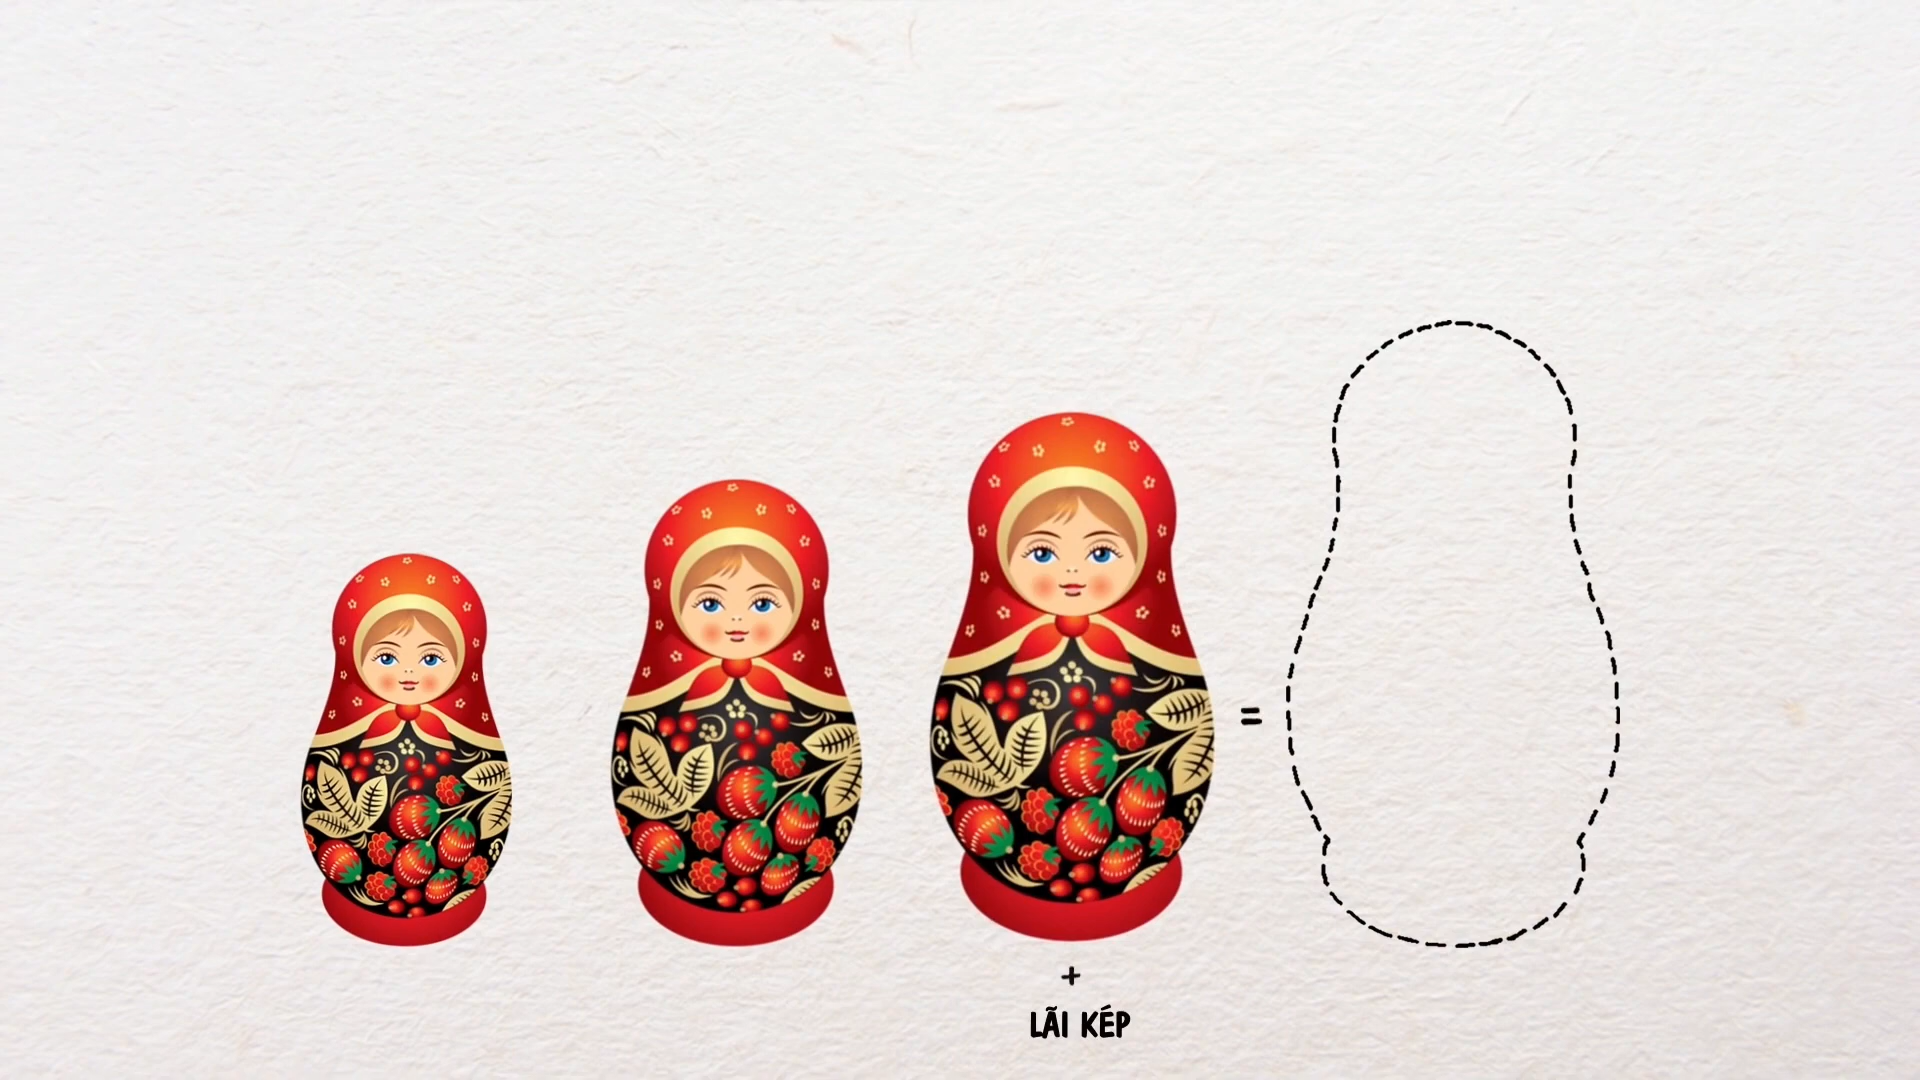 =
+
LÃI KÉP